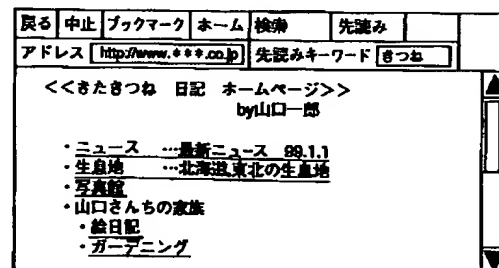 戻る 中止 ブックマーク ホーム 検索 先読み
アドレス http://www.***.co.jp 先読みキーワード きつね
<<きたきつね 日記 ホームページ>>
by山口一郎
・ニュース …最新ニュース 99.1.1
・生息地 …北海道,東北の生息地
・写真館
・山口さんちの家族
・絵日記
・ガーデニング